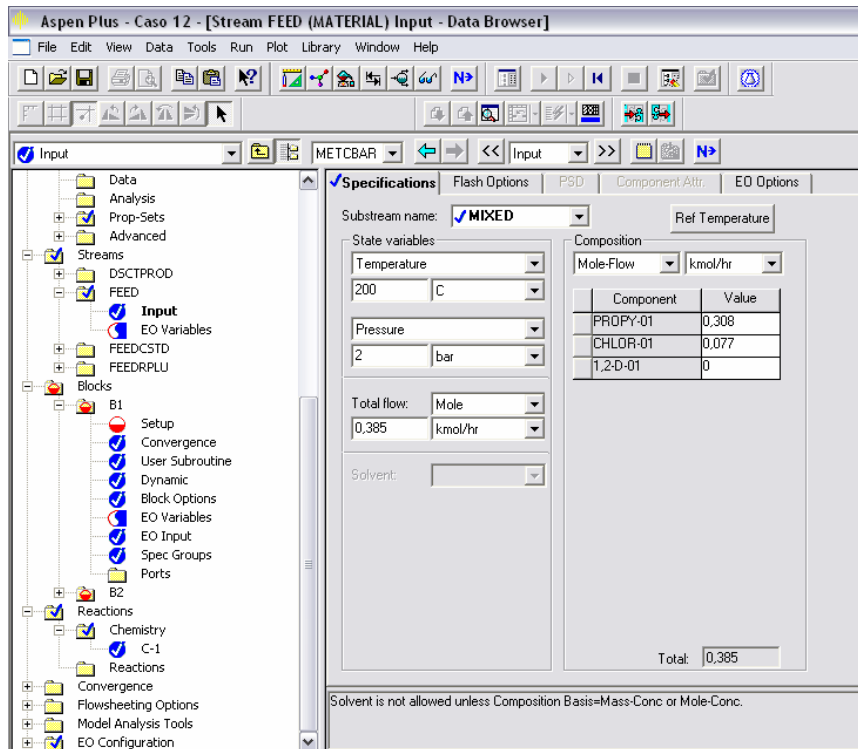 Aspen Plus - Caso 12 - [Stream FEED (MATERIAL) Input - Data Browser]
File Edit View Data Tools Run Plot Library Window Help
N>
Input METCBAR << Input >> N>
Data
Analysis
Prop-Sets
Advanced
Streams
DSCTPROD
FEED
Input
EO Variables
FEEDCSTD
FEEDRPLU
Blocks
B1
Setup
Convergence
User Subroutine
Dynamic
Block Options
EO Variables
EO Input
Spec Groups
Ports
B2
Reactions
Chemistry
C-1
Reactions
Convergence
Flowsheeting Options
Model Analysis Tools
EO Configuration
Specifications Flash Options PSD Component Attr. EO Options
Substream name: MIXED Ref Temperature
State variables
Temperature
200 C
Pressure
2 bar
Total flow: Mole
0,385 kmol/hr
Solvent:
Composition
Mole-Flow kmol/hr
Component Value
PROPY-01 0,308
CHLOR-01 0,077
1,2-D-01 0
Total: 0,385
Solvent is not allowed unless Composition Basis=Mass-Conc or Mole-Conc.